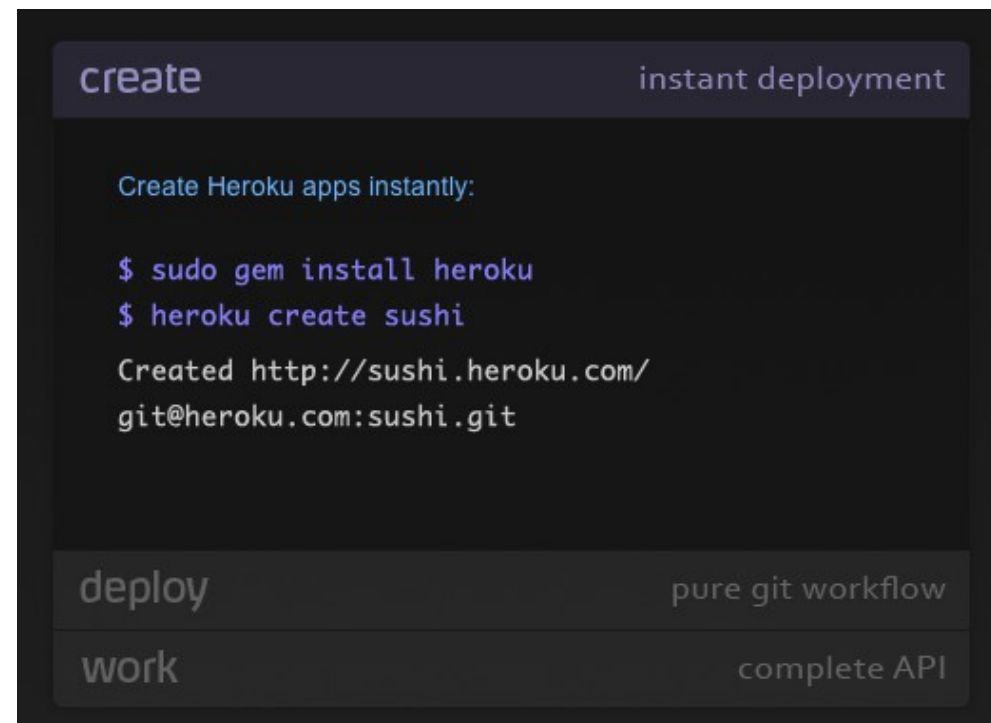 create
instant deployment
Create Heroku apps instantly:
$ sudo gem install heroku
$ heroku create sushi
Created http://sushi.heroku.com/
git@heroku.com:sushi.git
deploy
pure git workflow
work
complete API